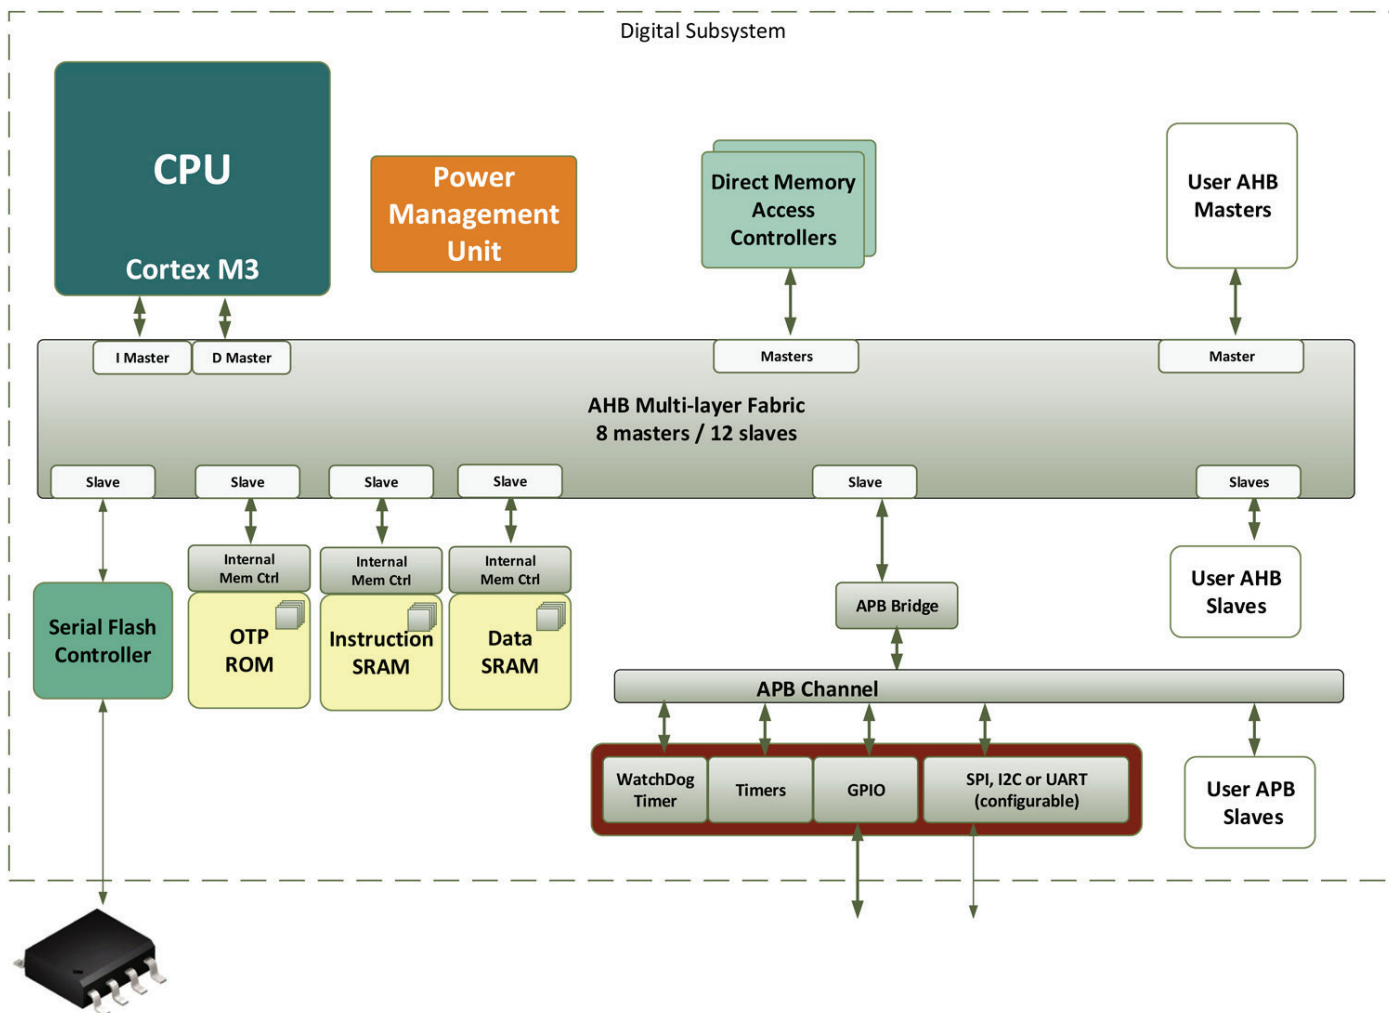 Digital Subsystem
CPU
Cortex M3
Power
Management
Unit
Direct Memory
Access
Controllers
User AHB
Masters
I Master
D Master
Masters
Master
AHB Multi-layer Fabric
8 masters / 12 slaves
Slave
Slave
Slave
Slave
Slave
Slaves
Internal
Mem Ctrl
Internal
Mem Ctrl
Internal
Mem Ctrl
Serial Flash
Controller
OTP
ROM
Instruction
SRAM
Data
SRAM
APB Bridge
User AHB
Slaves
APB Channel
WatchDog
Timer
Timers
GPIO
SPI, I2C or UART
(configurable)
User APB
Slaves